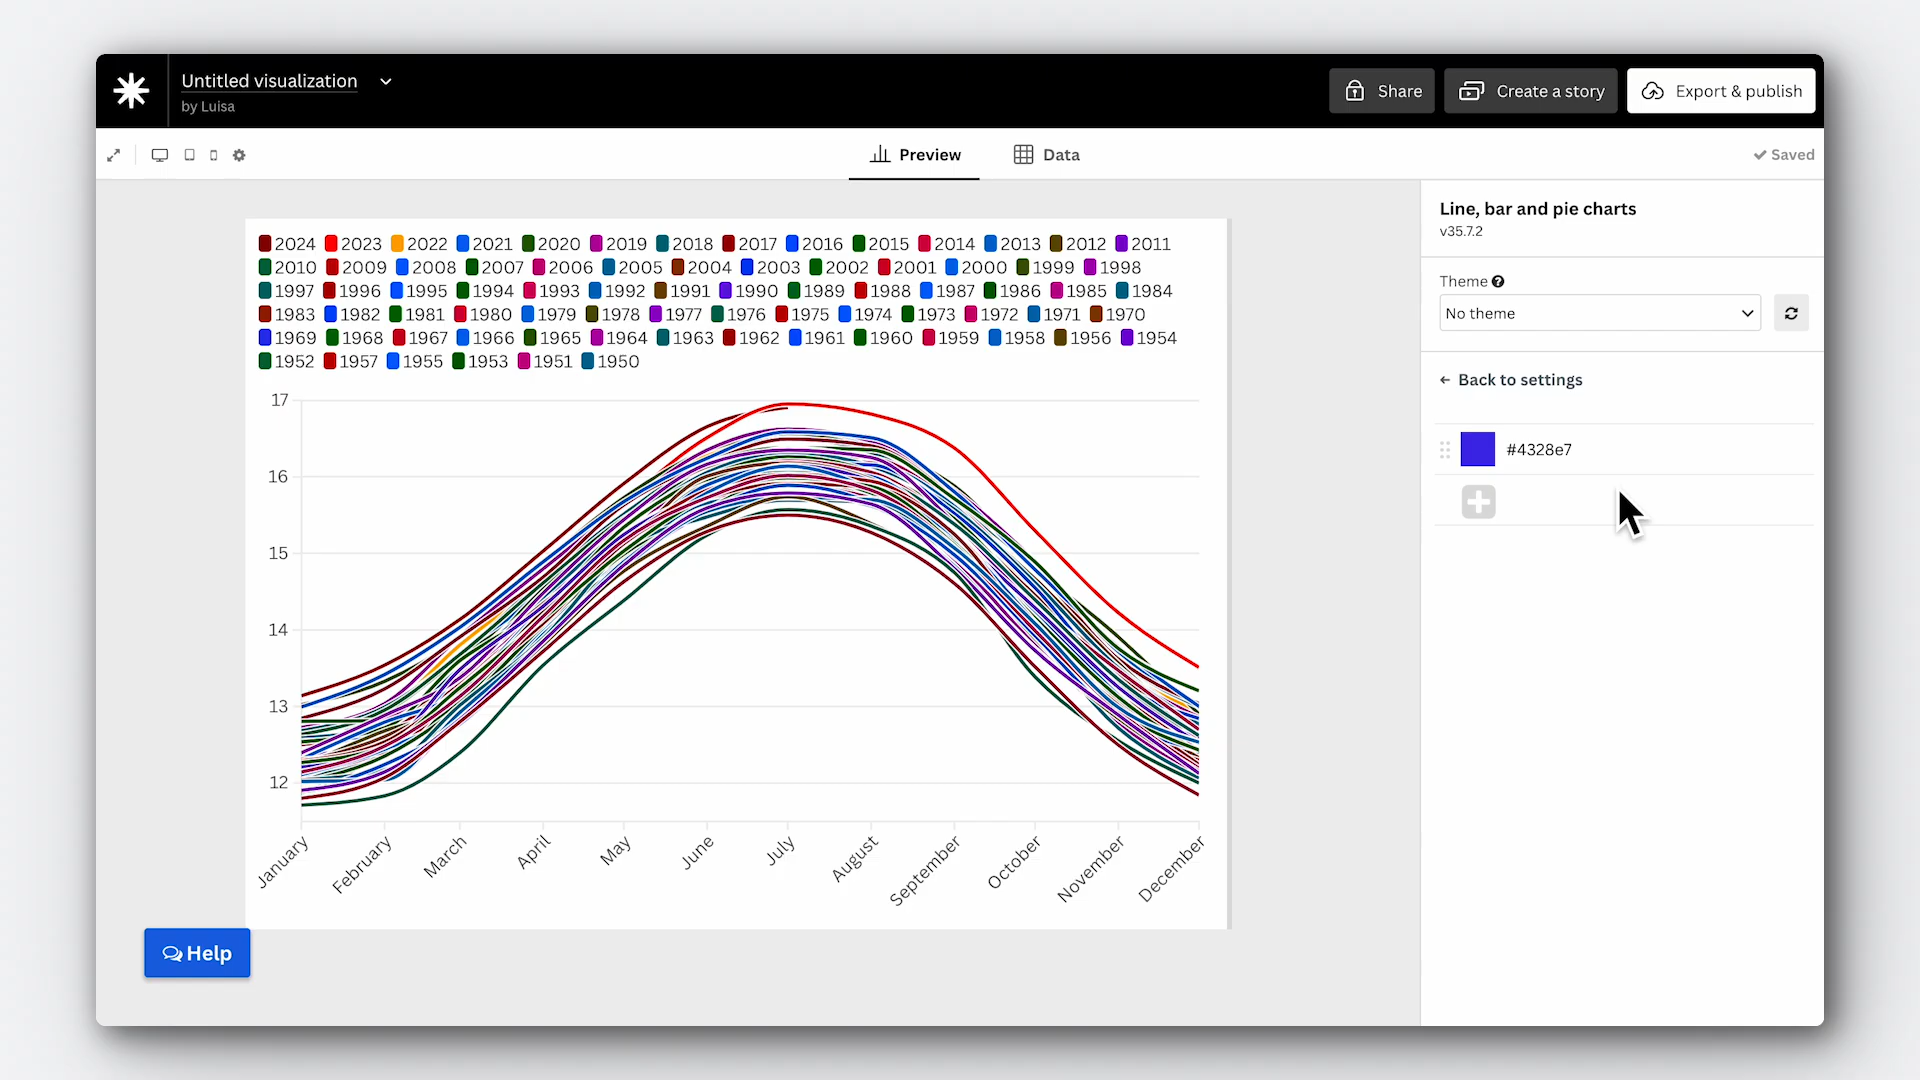 Untitled visualization
by Luisa
Share
Create a story
Export & publish
Preview
Data
Saved
2024 2023 2022 2021 2020 2019 2018 2017 2016 2015 2014 2013 2012 2011
2010 2009 2008 2007 2006 2005 2004 2003 2002 2001 2000 1999 1998
1997 1996 1995 1994 1993 1992 1991 1990 1989 1988 1987 1986 1985 1984
1983 1982 1981 1980 1979 1978 1977 1976 1975 1974 1973 1972 1971 1970
1969 1968 1967 1966 1965 1964 1963 1962 1961 1960 1959 1958 1956 1954
1952 1957 1955 1953 1951 1950
17
16
15
14
13
12
January
February
March
April
May
June
July
August
September
October
November
December
Help
Line, bar and pie charts
v35.7.2
Theme
No theme
Back to settings
#4328e7